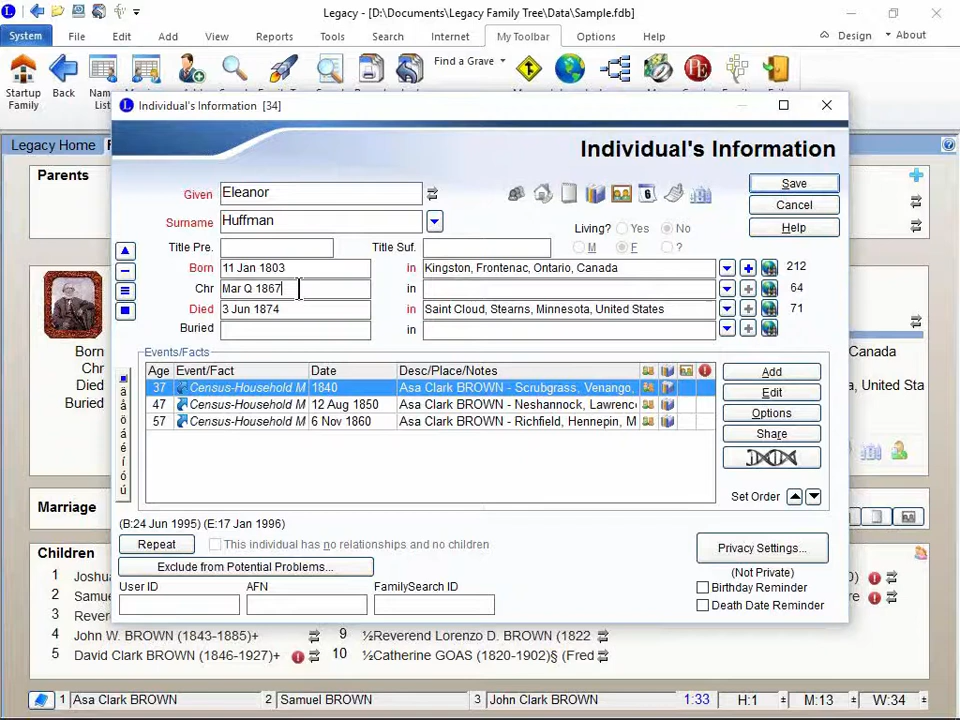 Legacy - [D:\Documents\Legacy Family Tree\Data\Sample.fdb]
System File Edit Add View Reports Tools Search Internet My Toolbar Options Help Design About
Find a Grave
Startup Family
Back
Name
Individual's Information [34]
Legacy Home
Individual's Information
Parents
Given Eleanor
Save
Surname Huffman
Cancel
Help
Living? Yes No
M F ?
Title Pre. Title Suf.
Born 11 Jan 1803 in Kingston, Frontenac, Ontario, Canada 212
Chr Mar Q 1867 in 64
Died 3 Jun 1874 in Saint Cloud, Stearns, Minnesota, United States 71
Buried in
Born
Chr
Died
Buried
Canada
United States
Events/Facts
Age Event/Fact Date Desc/Place/Notes
37 Census-Household M 1840 Asa Clark BROWN - Scrubgrass, Venango,
47 Census-Household M 12 Aug 1850 Asa Clark BROWN - Neshannock, Lawrence
57 Census-Household M 6 Nov 1860 Asa Clark BROWN - Richfield, Hennepin, M
Add
Edit
Options
Share
Set Order
Marriage
(B:24 Jun 1995) (E:17 Jan 1996)
Repeat This individual has no relationships and no children
Exclude from Potential Problems...
Privacy Settings...
(Not Private)
Birthday Reminder
Death Date Reminder
User ID AFN FamilySearch ID
Children
1
2
3
4 John W. BROWN (1843-1885)+ 9 ½Reverend Lorenzo D. BROWN (1822
5 David Clark BROWN (1846-1927)+ 10 ½Catherine GOAS (1820-1902)§ (Fred
1 Asa Clark BROWN 2 Samuel BROWN 3 John Clark BROWN 1:33 H:1 M:13 W:34